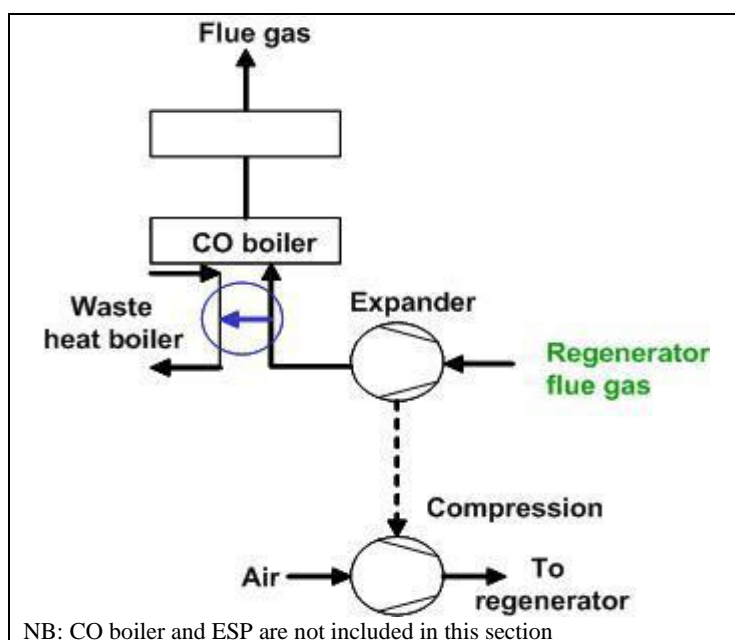 Flue gas
CO boiler
Waste
heat boiler
Expander
Regenerator
flue gas
Compression
Air
To
regenerator
NB: CO boiler and ESP are not included in this section